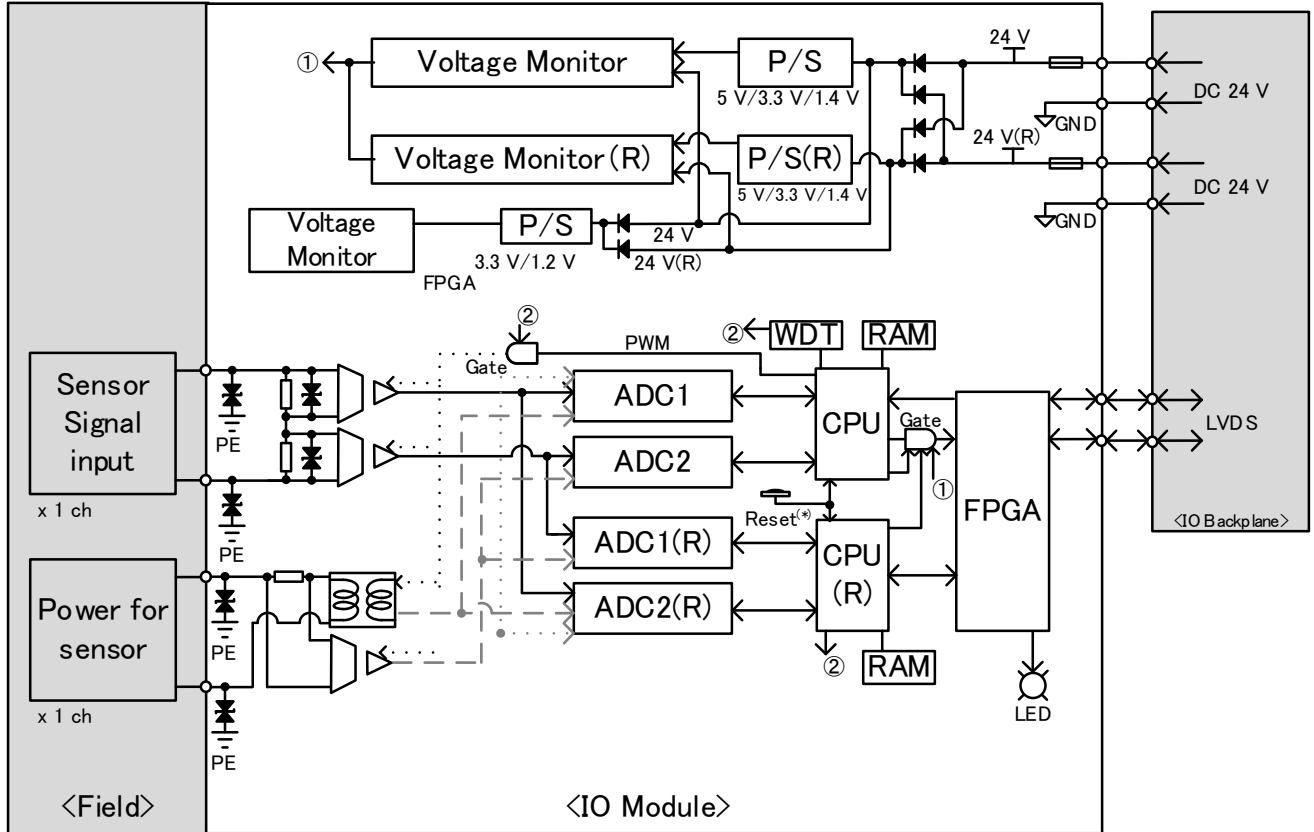 24 V
①
Voltage Monitor
P/S
5 V/3.3 V/1.4 V
DC 24 V
GND
24 V(R)
Voltage Monitor(R)
P/S(R)
5 V/3.3 V/1.4 V
DC 24 V
GND
Voltage
Monitor
P/S
24 V
3.3 V/1.2 V
24 V(R)
FPGA
②
Gate
PWM
②
WDT
RAM
Sensor
Signal
input
x 1 ch
PE
PE
ADC1
ADC2
ADC1(R)
ADC2(R)
CPU
Gate
①
Reset(*)
CPU
(R)
②
RAM
FPGA
LVDS
<IO Backplane>
Power for
sensor
x 1 ch
PE
PE
LED
<Field>
<IO Module>